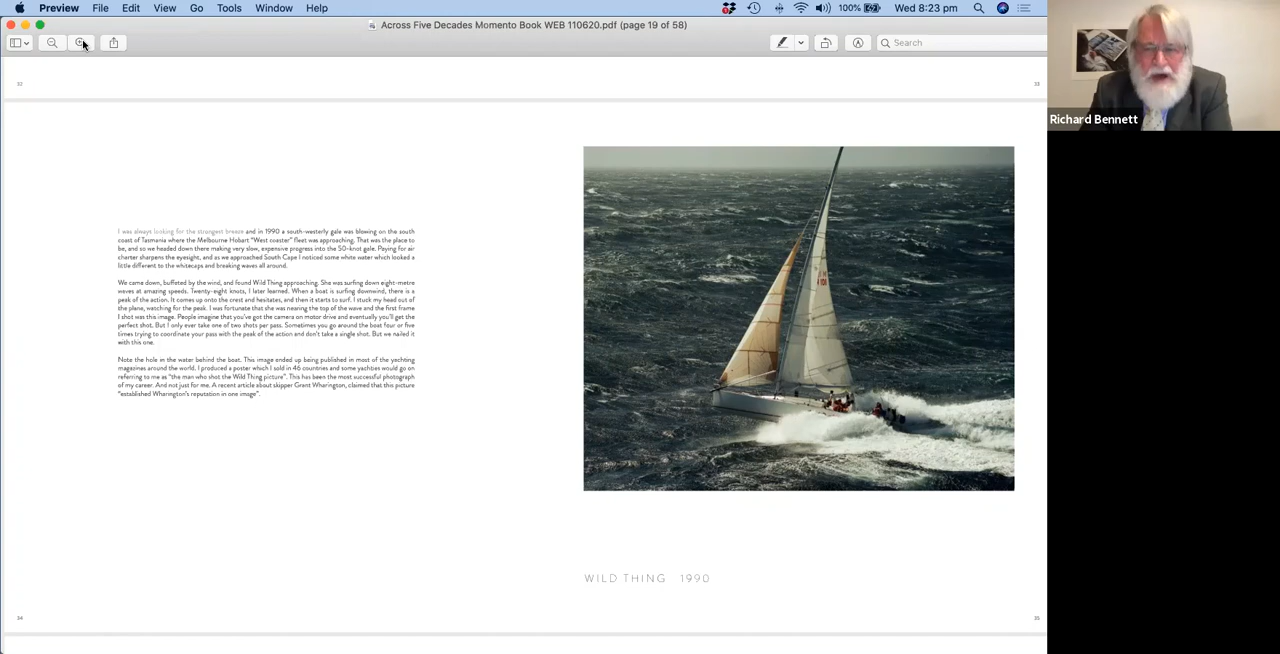 Preview File Edit View Go Tools Window Help
100% Wed 8:23 pm
Across Five Decades Momento Book WEB 110620.pdf (page 19 of 58)
Search
Richard Bennett
32
33
I was always looking for the strongest breeze and in 1990 a south-westerly gale was blowing on the south
coast of Tasmania where the Melbourne Hobart "West coaster" fleet was approaching. That was the place to
be, and so we headed down there making very slow, expensive progress into the 50-knot gale. Paying for air
charter sharpens the eyesight, and as we approached South Cape I noticed some white water which looked a
little different to the whitecaps and breaking waves all around.
We came down, buffeted by the wind, and found Wild Thing approaching. She was surfing down eight-metre
waves at amazing speeds. Twenty-eight knots, I later learned. When a boat is surfing downwind, there is a
peak of the action. It comes up onto the crest and hesitates, and then it starts to surf. I stuck my head out of
the plane, watching for the peak. I was fortunate that she was nearing the top of the wave and the first frame
I shot was this image. People imagine that you've got the camera on motor drive and eventually you'll get the
perfect shot. But I only ever take one of two shots per pass. Sometimes you go around the boat four or five
times trying to coordinate your pass with the peak of the action and don't take a single shot. But we nailed it
with this one.
Note the hole in the water behind the boat. This image ended up being published in most of the yachting
magazines around the world. I produced a poster which I sold in 46 countries and some yachties would go on
referring to me as "the man who shot the Wild Thing picture". This has been the most successful photograph
of my career. And not just for me. A recent article about skipper Grant Wharington, claimed that this picture
"established Wharington's reputation in one image".
WILD THING 1990
34
35